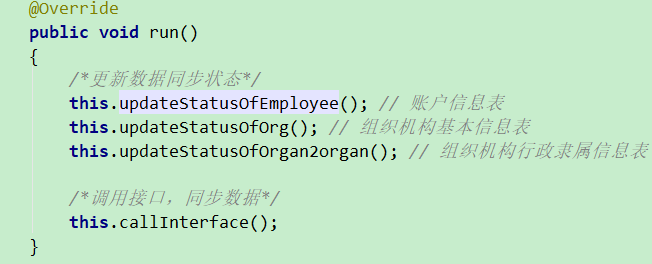 @Override
public void run()
{
/*更新数据同步状态*/
this.updateStatusOfEmployee(); // 账户信息表
this.updateStatusOfOrg(); // 组织机构基本信息表
this.updateStatusOfOrgan2organ(); // 组织机构行政隶属信息表
/*调用接口，同步数据*/
this.callInterface();
}